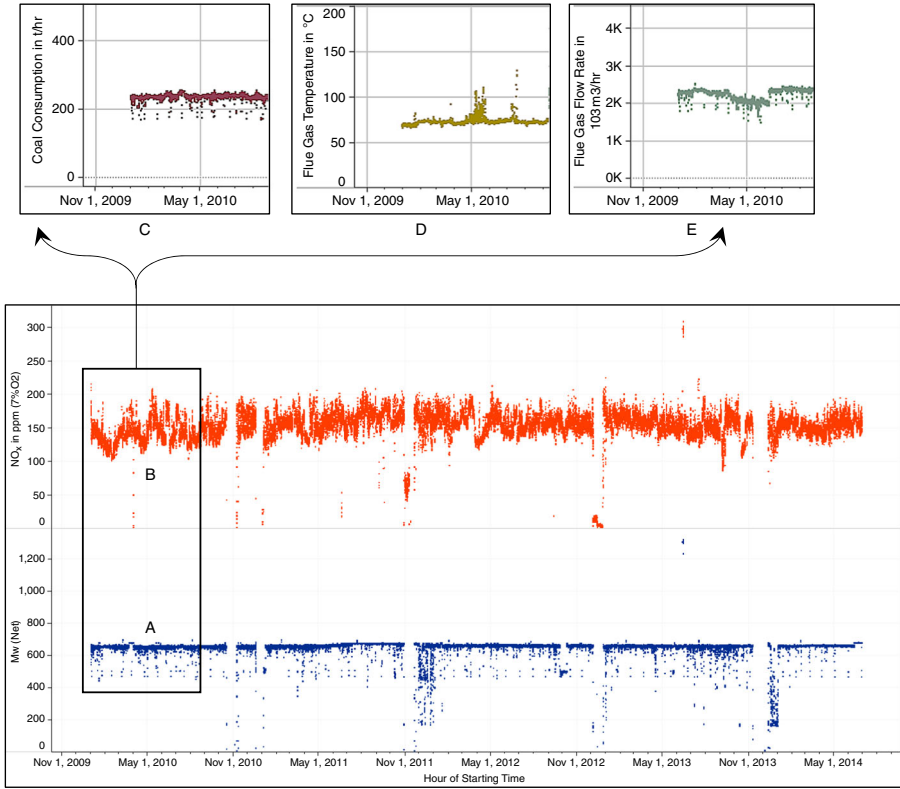 Coal Consumption in t/hr
400
200
0
Nov 1, 2009
May 1, 2010
C
Flue Gas Temperature in °C
200
150
100
50
0
Nov 1, 2009
May 1, 2010
D
Flue Gas Flow Rate in
103 m3/hr
4K
3K
2K
1K
0K
Nov 1, 2009
May 1, 2010
E
NOx in ppm (7%O2)
300
250
200
150
100
50
0
B
Mw (Net)
1,200
1,000
800
600
400
200
0
A
Nov 1, 2009
May 1, 2010
Nov 1, 2010
May 1, 2011
Nov 1, 2011
May 1, 2012
Nov 1, 2012
May 1, 2013
Nov 1, 2013
May 1, 2014
Hour of Starting Time